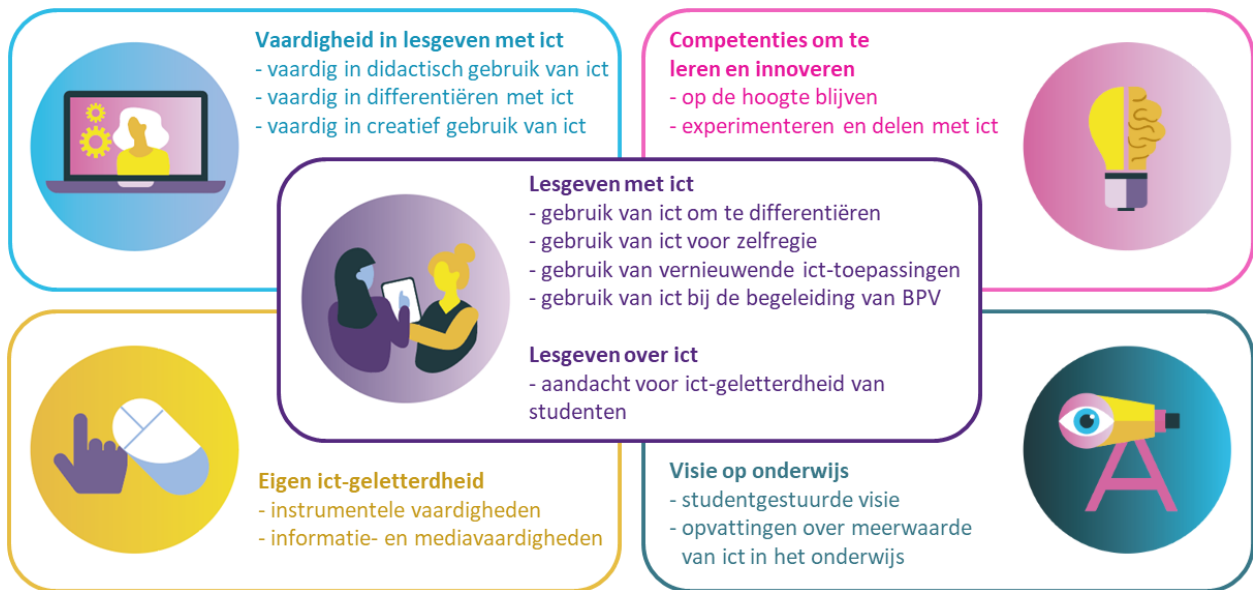 Vaardigheid in lesgeven met ict
- vaardig in didactisch gebruik van ict
- vaardig in differentiëren met ict
- vaardig in creatief gebruik van ict
Competenties om te
leren en innoveren
- op de hoogte blijven
- experimenteren en delen met ict
Lesgeven met ict
- gebruik van ict om te differentiëren
- gebruik van ict voor zelfregie
- gebruik van vernieuwende ict-toepassingen
- gebruik van ict bij de begeleiding van BPV
Lesgeven over ict
- aandacht voor ict-geletterdheid van
studenten
Eigen ict-geletterdheid
- instrumentele vaardigheden
- informatie- en mediavaardigheden
Visie op onderwijs
- studentgestuurde visie
- opvattingen over meerwaarde
van ict in het onderwijs